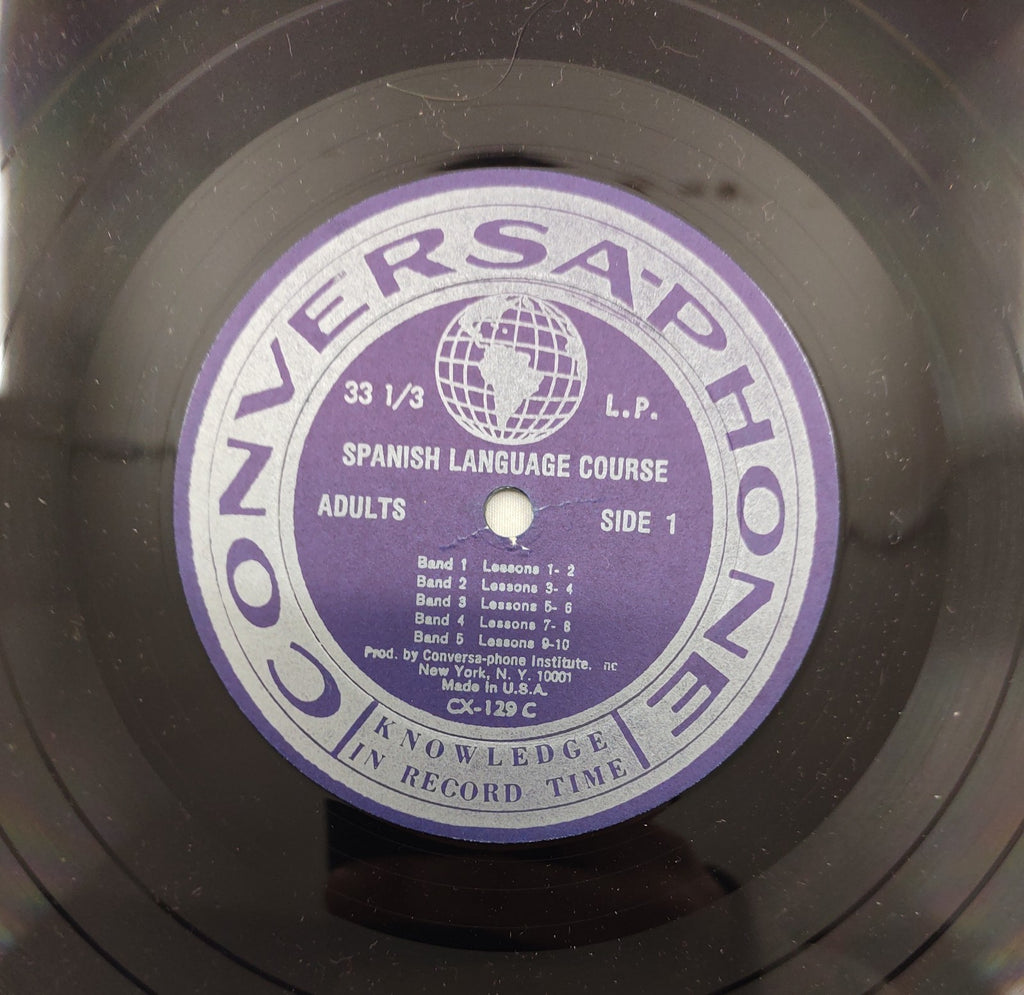 CONVERSA-PHONE
33 1/3
L.P.
SPANISH LANGUAGE COURSE
ADULTS
SIDE 1
Band 1 Lessons 1- 2
Band 2 Lessons 3- 4
Band 3 Lessons 5- 6
Band 4 Lessons 7- 8
Band 5 Lessons 9-10
Prod. by Conversa-phone Institute, nc
New York, N. Y. 10001
Made in U.S.A.
CX-129 C
KNOWLEDGE
IN RECORD TIME